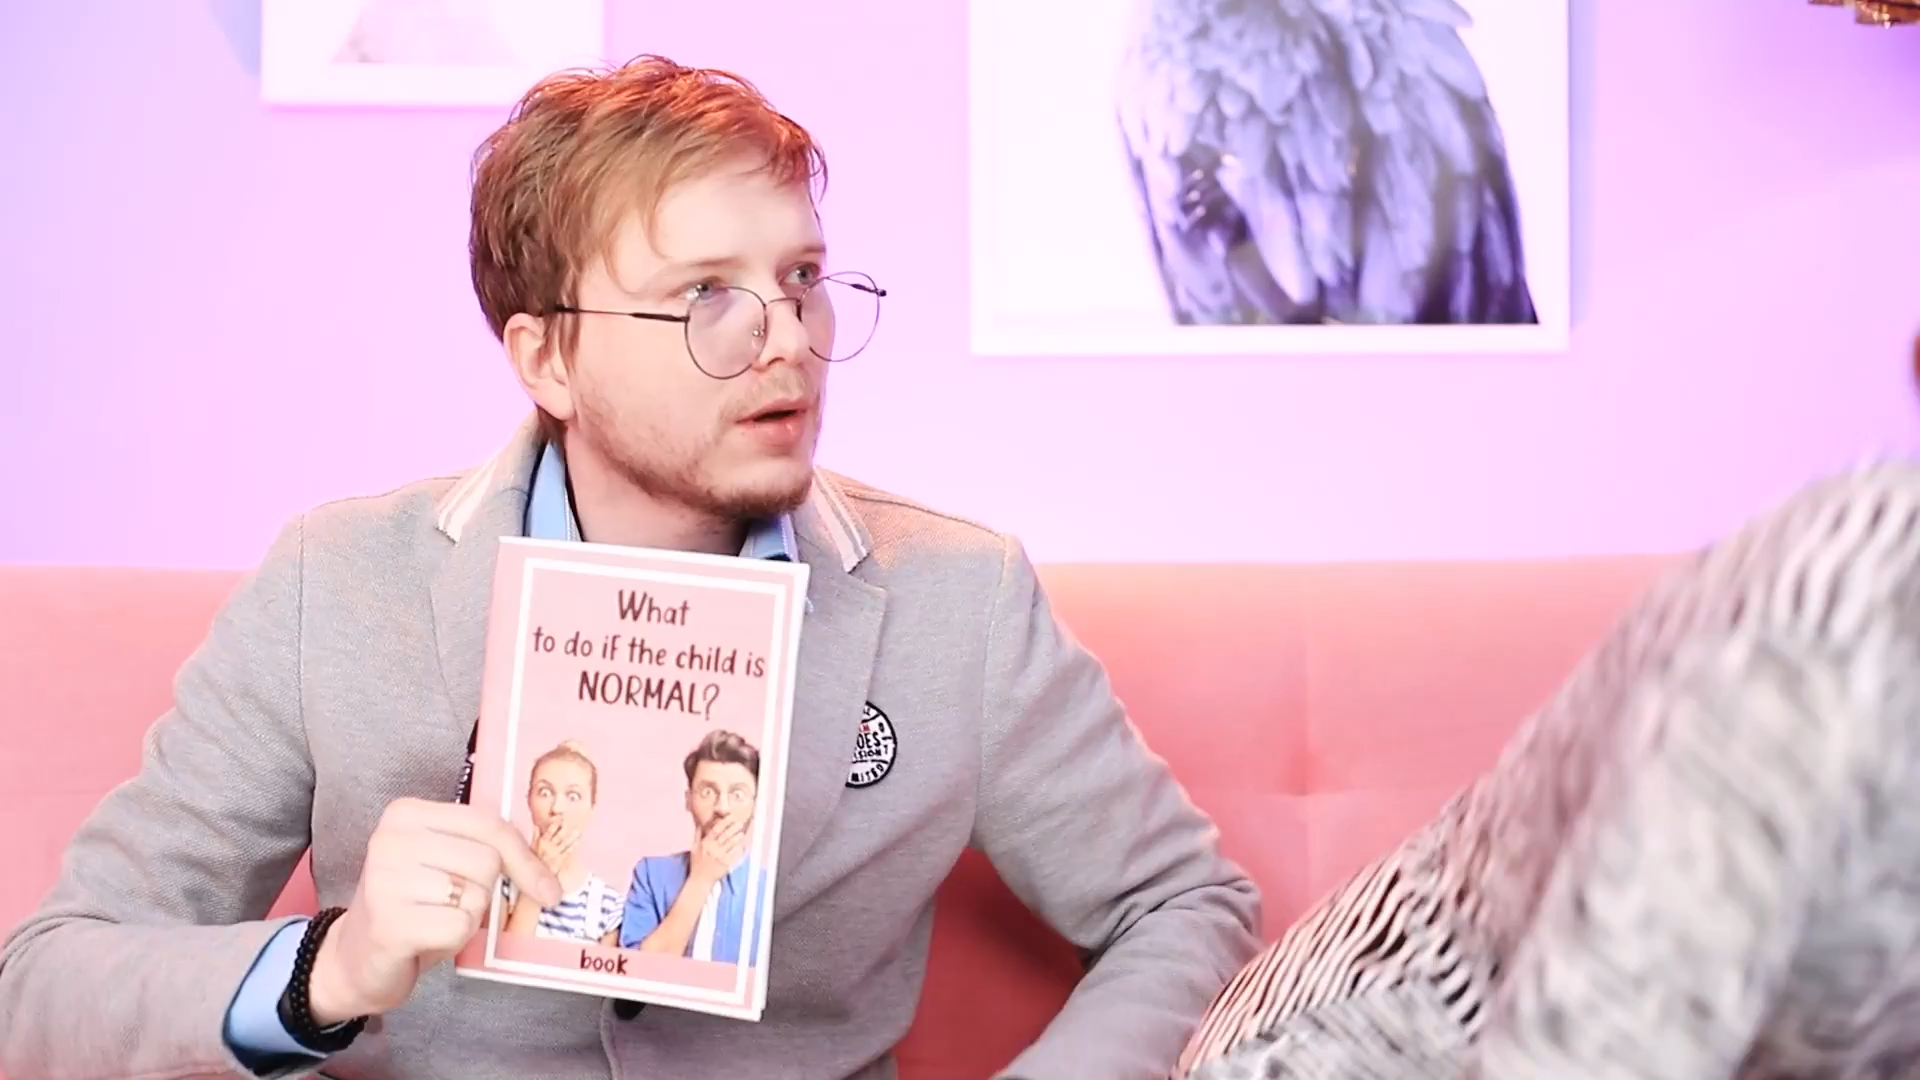 What
to do if the child is
NORMAL?
book